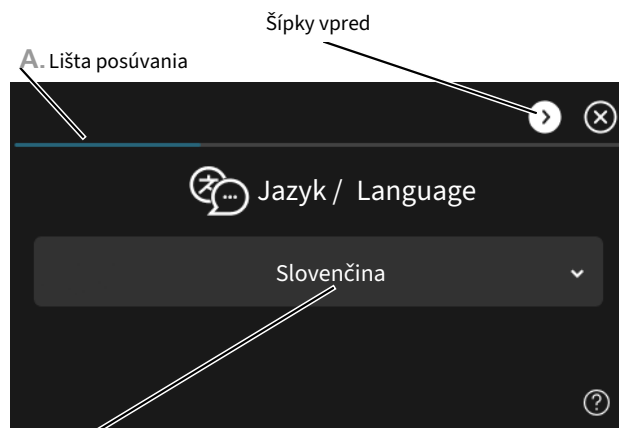 Šípky vpred
A. Lišta posúvania
Jazyk / Language
Slovenčina